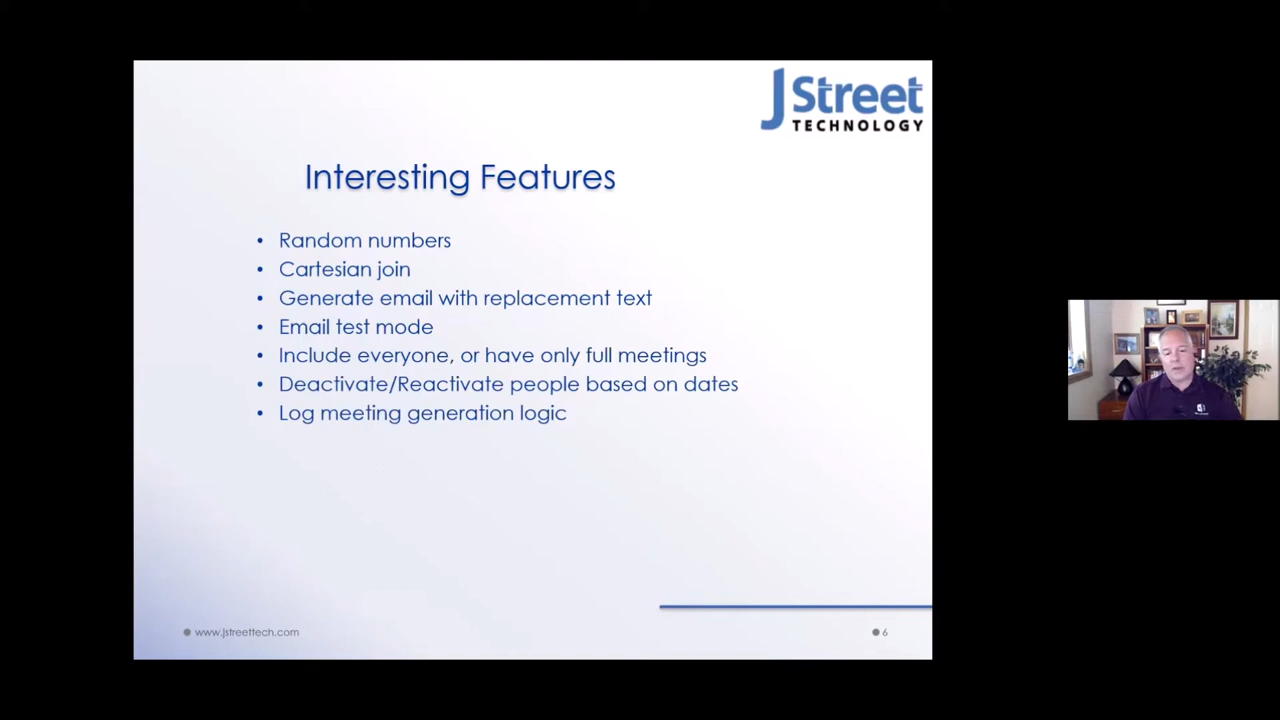 J Street
TECHNOLOGY
Interesting Features
• Random numbers
• Cartesian join
• Generate email with replacement text
• Email test mode
• Include everyone, or have only full meetings
• Deactivate/Reactivate people based on dates
• Log meeting generation logic
www.jstreettech.com
6